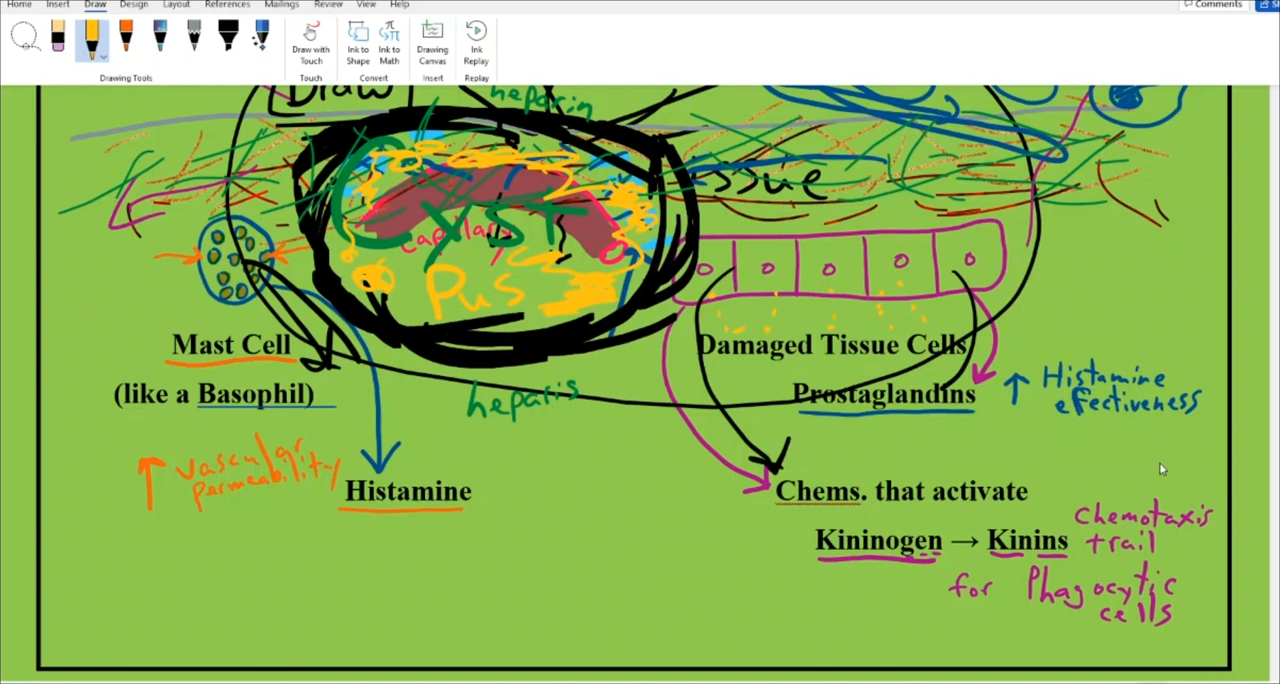 Home Insert Draw Design Layout References Mailings Review View Help
Comments
Draw with Touch
Ink to Shape
Ink to Math
Drawing Canvas
Ink Replay
Drawing Tools
Touch
Convert
Insert
Replay
Draw
heparin
Tissue
CYST
Capillary
Pus
Mast Cell
(like a Basophil)
Damaged Tissue Cells
Prostaglandins
↑ Histamine
effectiveness
heparis
↑ vascular
permeability
Histamine
Chems. that activate
Kininogen → Kinins
chemotaxis
trail
for Phagocytic
cells